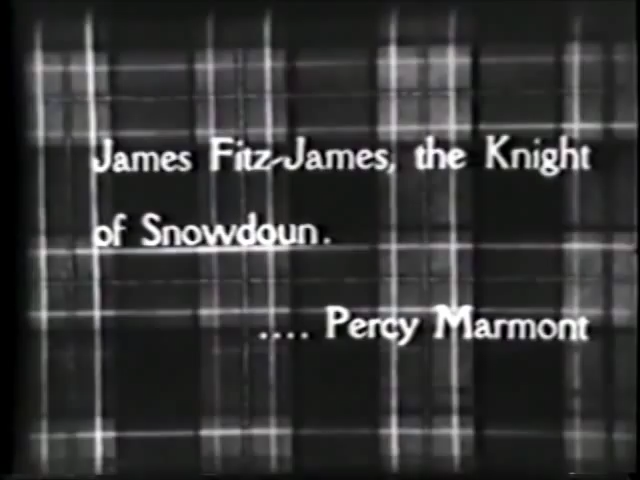 James Fitz-James, the Knight
of Snowdoun.
.... Percy Marmont